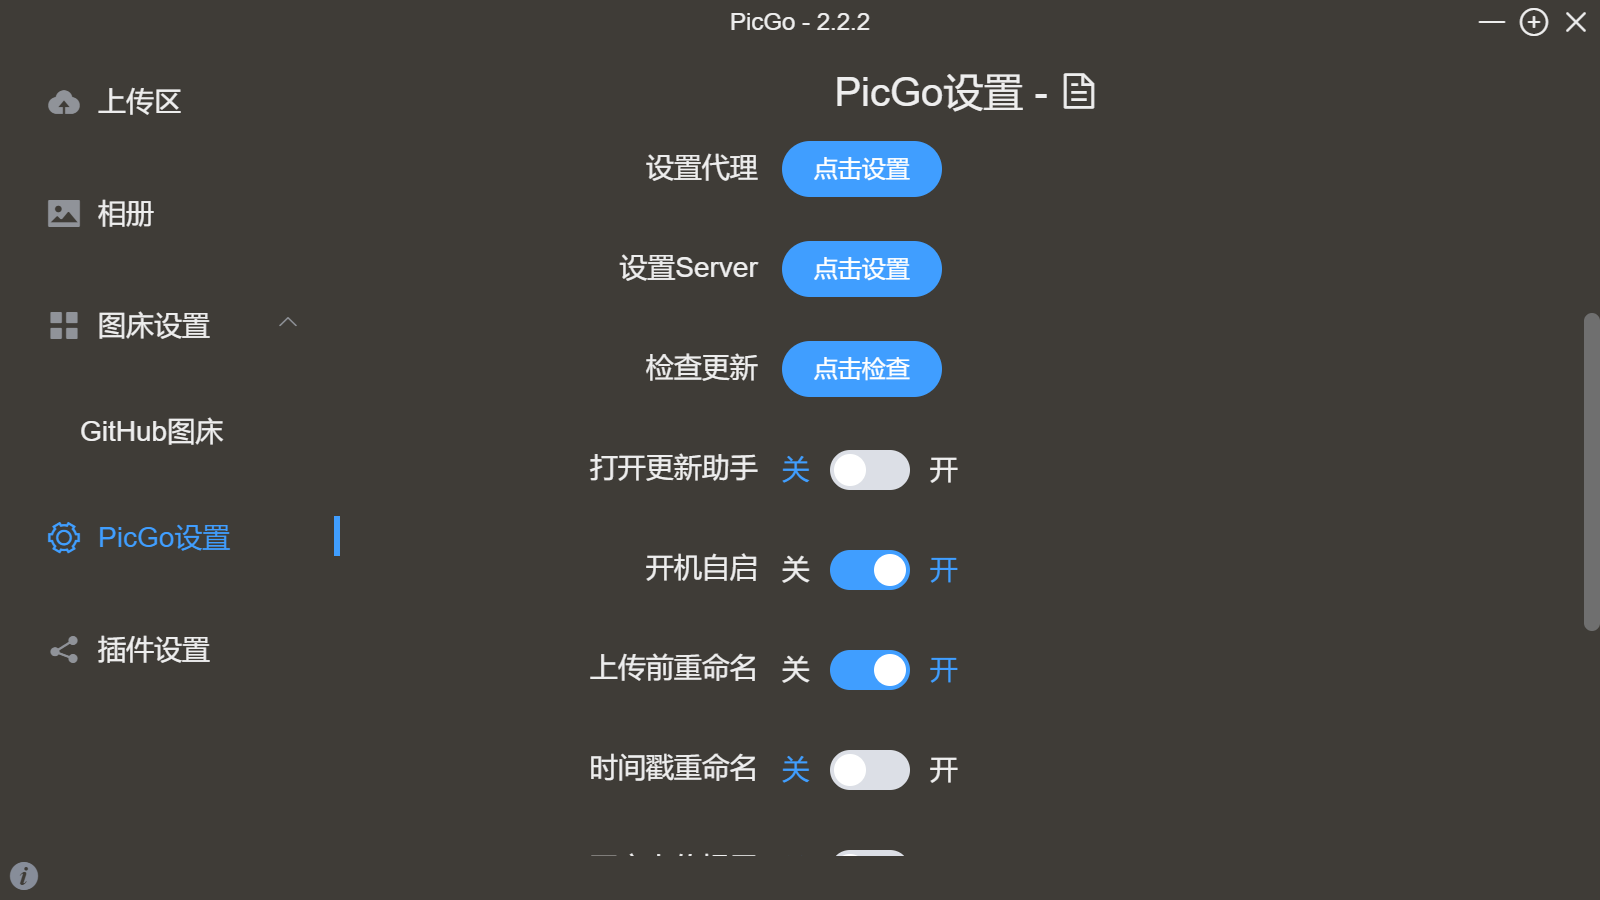 PicGo - 2.2.2
上传区
相册
图床设置
GitHub图床
PicGo设置
插件设置
PicGo设置 -
设置代理 点击设置
设置Server 点击设置
检查更新 点击检查
打开更新助手 关 开
开机自启 关 开
上传前重命名 关 开
时间戳重命名 关 开